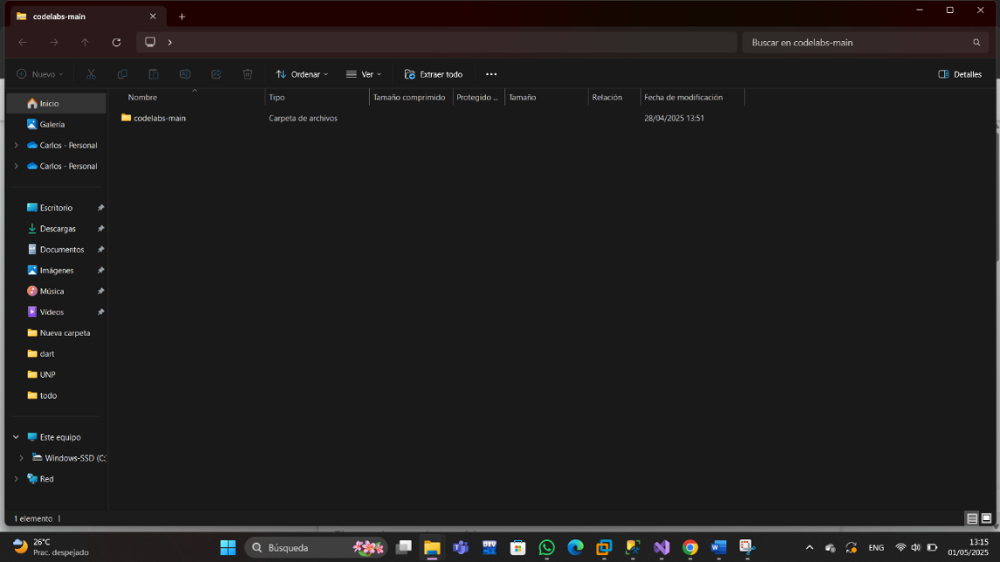 codelabs-main
Buscar en codelabs-main
Nuevo
Ordenar
Ver
Extraer todo
Detalles
Nombre Tipo Tamaño comprimido Protegido ... Tamaño Relación Fecha de modificación
codelabs-main Carpeta de archivos 28/04/2025 13:51
Inicio
Galería
Carlos - Personal
Carlos - Personal
Escritorio
Descargas
Documentos
Imágenes
Música
Vídeos
Nueva carpeta
dart
UNP
todo
Este equipo
Windows-SSD (C:
Red
1 elemento
26°C
Prac. despejado
Búsqueda
DEV
ENG
13:15
01/05/2025